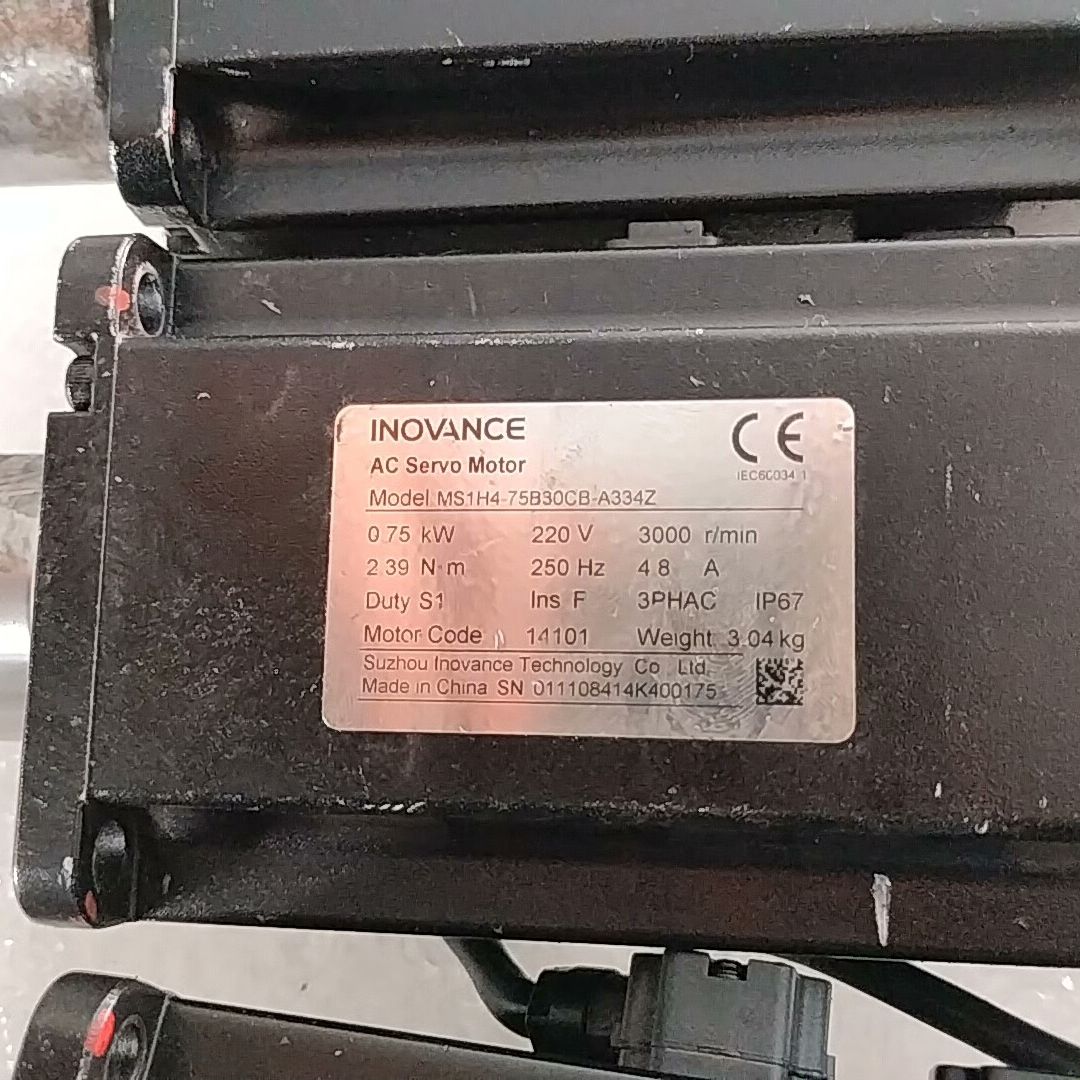 INOVANCE
CE
AC Servo Motor
IEC60034 1
Model MS1H4-75B30CB-A334Z
0.75 kW 220 V 3000 r/min
2.39 N·m 250 Hz 4.8 A
Duty S1 Ins F 3PHAC IP67
Motor Code 14101 Weight 3.04 kg
Suzhou Inovance Technology Co. Ltd.
Made in China SN 011108414K400175